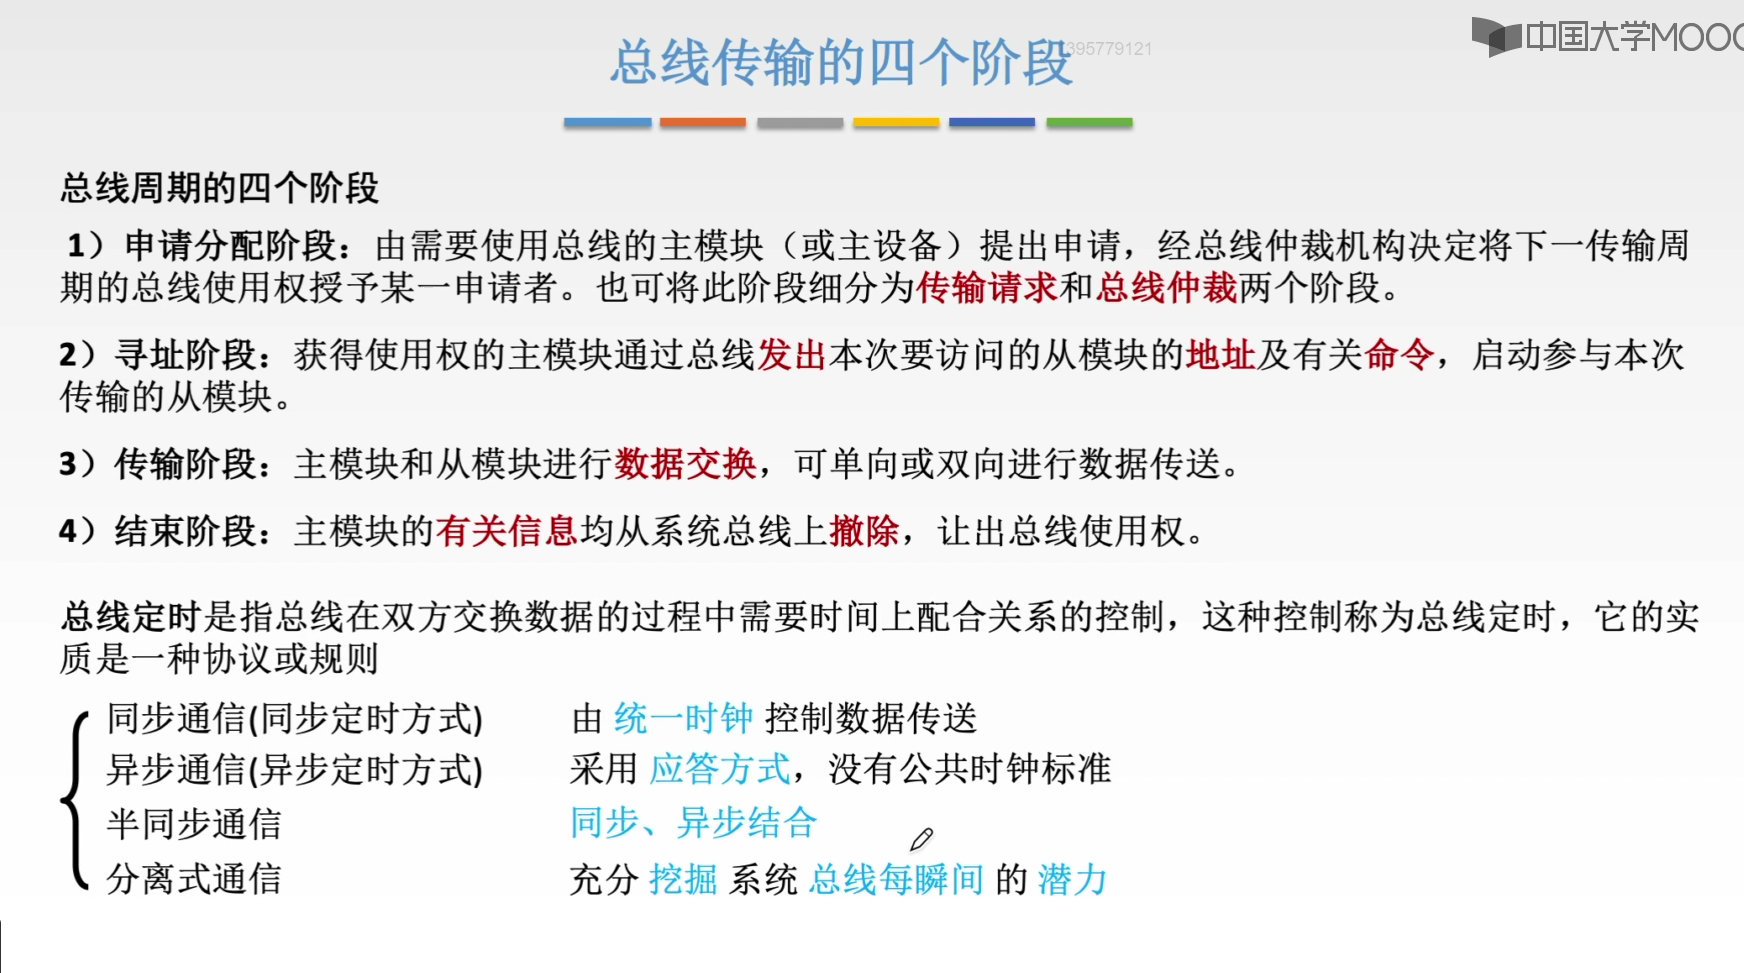 总线传输的四个阶段
395779121
中国大学MOOC
总线周期的四个阶段
1）申请分配阶段：由需要使用总线的主模块（或主设备）提出申请，经总线仲裁机构决定将下一传输周
期的总线使用权授予某一申请者。也可将此阶段细分为传输请求和总线仲裁两个阶段。
2）寻址阶段：获得使用权的主模块通过总线发出本次要访问的从模块的地址及有关命令，启动参与本次
传输的从模块。
3）传输阶段：主模块和从模块进行数据交换，可单向或双向进行数据传送。
4）结束阶段：主模块的有关信息均从系统总线上撤除，让出总线使用权。
总线定时是指总线在双方交换数据的过程中需要时间上配合关系的控制，这种控制称为总线定时，它的实
质是一种协议或规则
同步通信(同步定时方式) 由 统一时钟 控制数据传送
异步通信(异步定时方式) 采用 应答方式，没有公共时钟标准
半同步通信 同步、异步结合
分离式通信 充分 挖掘 系统 总线每瞬间 的 潜力